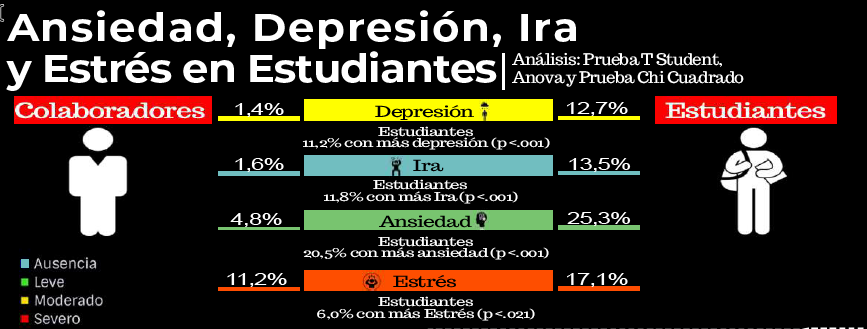 Ansiedad, Depresión, Ira
y Estrés en Estudiantes
Análisis: Prueba T Student,
Anova y Prueba Chi Cuadrado
Colaboradores
1,4%
Depresión
12,7%
Estudiantes
Estudiantes
11,2% con más depresión (p <.001)
1,6%
Ira
13,5%
Estudiantes
11,8% con más Ira (p <.001)
4,8%
Ansiedad
25,3%
Estudiantes
20,5% con más ansiedad (p <.001)
11,2%
Estrés
17,1%
Estudiantes
6,0% con más Estrés (p <.021)
Ausencia
Leve
Moderado
Severo